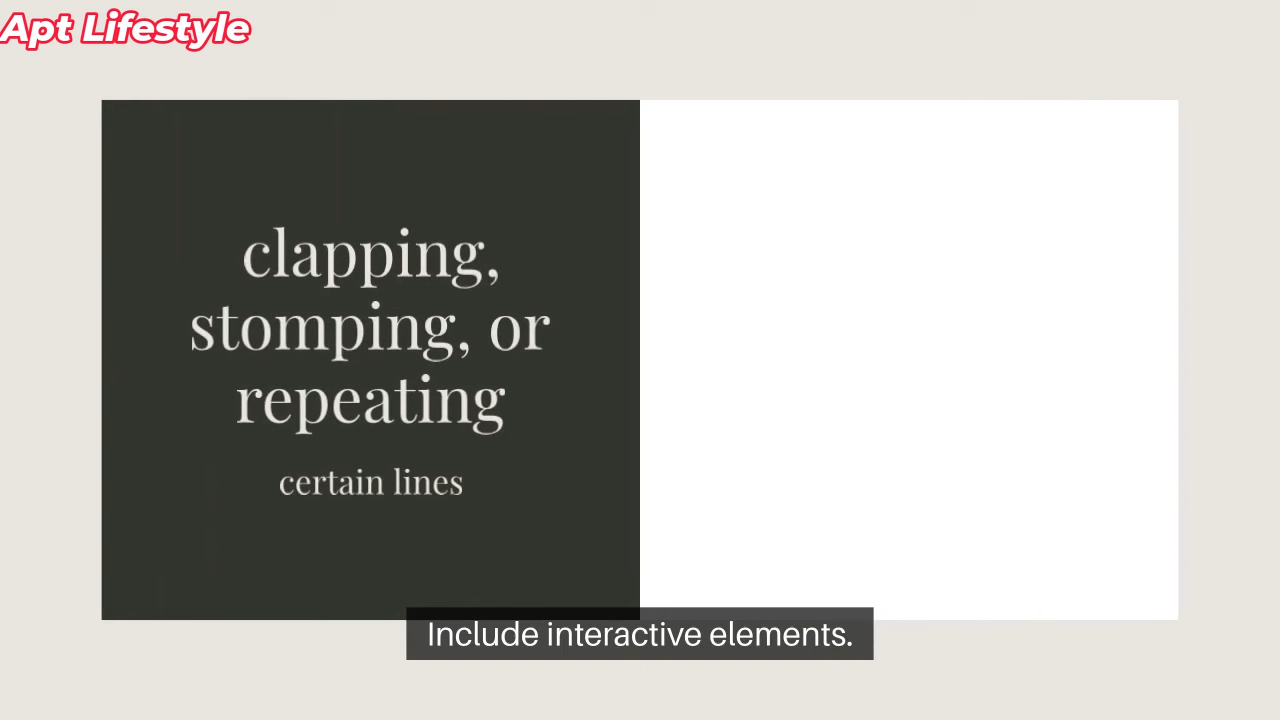 Apt Lifestyle
clapping,
stomping, or
repeating
certain lines
Include interactive elements.